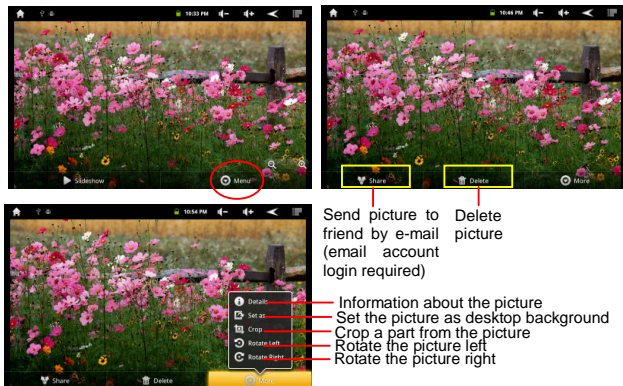 10:33 PM
Slideshow
Menu
10:46 PM
Share
Delete
More
Send picture to
friend by e-mail
(email account
login required)
Delete
picture
10:54 PM
Details
Set as
Crop
Rotate Left
Rotate Right
Share
Delete
More
Information about the picture
Set the picture as desktop background
Crop a part from the picture
Rotate the picture left
Rotate the picture right